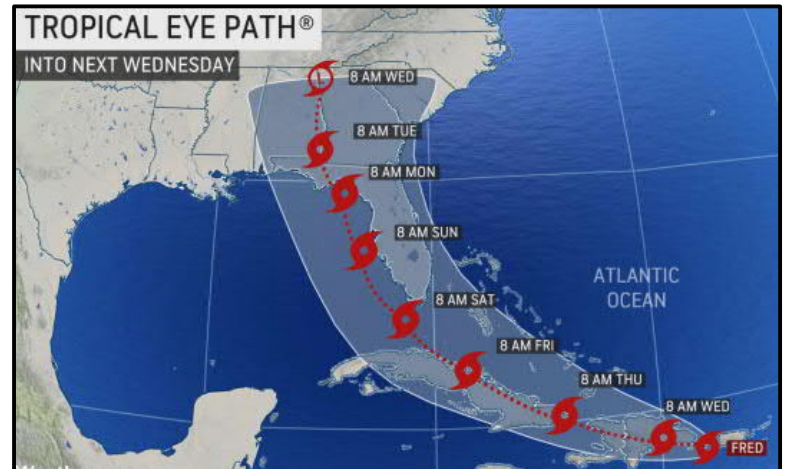 TROPICAL EYE PATH®
INTO NEXT WEDNESDAY
8 AM WED
8 AM TUE
8 AM MON
8 AM SUN
ATLANTIC
OCEAN
8 AM SAT
8 AM FRI
8 AM THU
8 AM WED
FRED